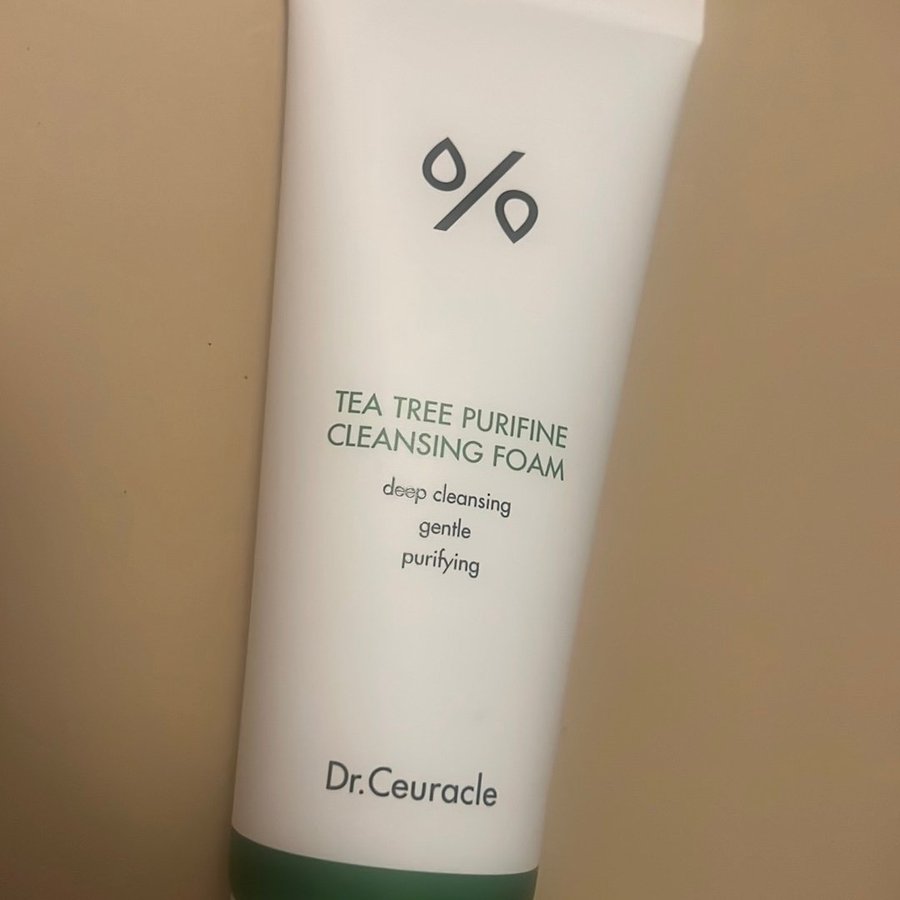 %
TEA TREE PURIFINE
CLEANSING FOAM
deep cleansing
gentle
purifying
Dr.Ceuracle